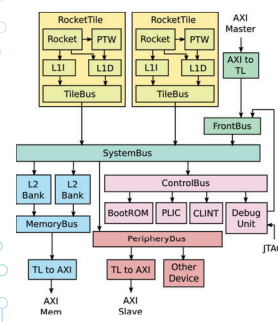 RocketTile
RocketTile
AXI
Master
Rocket
PTW
Rocket
PTW
AXI to
TL
L1I
L1D
L1I
L1D
TileBus
TileBus
FrontBus
SystemBus
L2
Bank
L2
Bank
ControlBus
BootROM
PLIC
CLINT
Debug
Unit
MemoryBus
PeripheryBus
JTAG
TL to AXI
TL to AXI
Other
Device
AXI
Mem
AXI
Slave